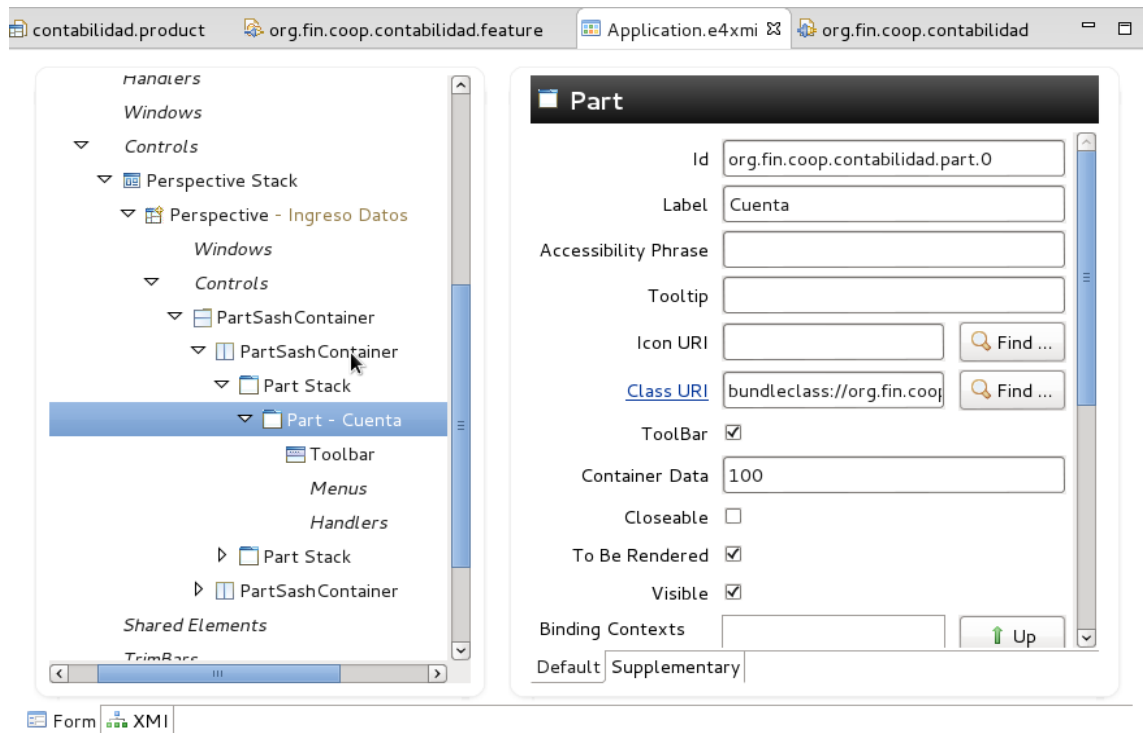 contabilidad.product org.fin.coop.contabilidad.feature Application.e4xmi org.fin.coop.contabilidad
Handlers
Windows
Controls
Perspective Stack
Perspective - Ingreso Datos
Windows
Controls
PartSashContainer
PartSashContainer
Part Stack
Part - Cuenta
Toolbar
Menus
Handlers
Part Stack
PartSashContainer
Shared Elements
TrimBars
Part
Id org.fin.coop.contabilidad.part.0
Label Cuenta
Accessibility Phrase
Tooltip
Icon URI Find ...
Class URI bundleclass://org.fin.coop Find ...
ToolBar
Container Data 100
Closeable
To Be Rendered
Visible
Binding Contexts Up
Default Supplementary
Form XMI